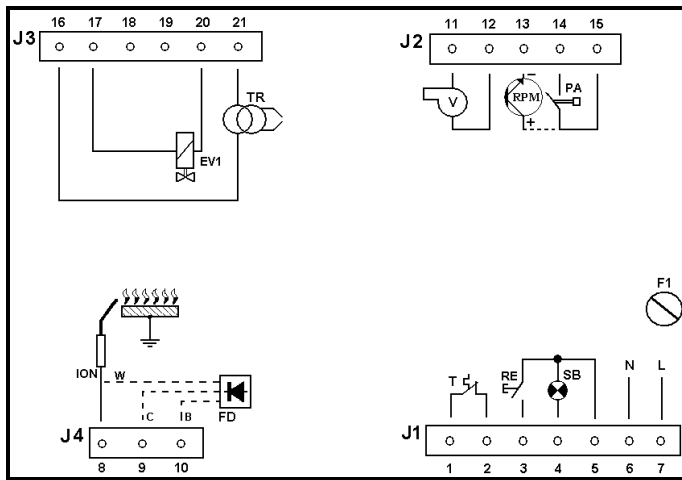 J3
16 17 18 19 20 21
TR
EV1
J2
11 12 13 14 15
V
RPM
−
+
PA
F1
ION
W
C
B
FD
J4
8 9 10
T
RE
SB
N
L
J1
1 2 3 4 5 6 7